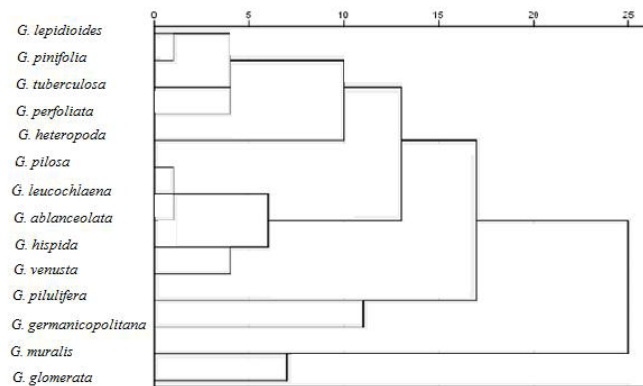 0 5 10 15 20 25
G. lepidioides
G. pinifolia
G. tuberculosa
G. perfoliata
G. heteropoda
G. pilosa
G. leucochlaena
G. ablanceolata
G. hispida
G. venusta
G. pilulifera
G. germanicopolitana
G. muralis
G. glomerata